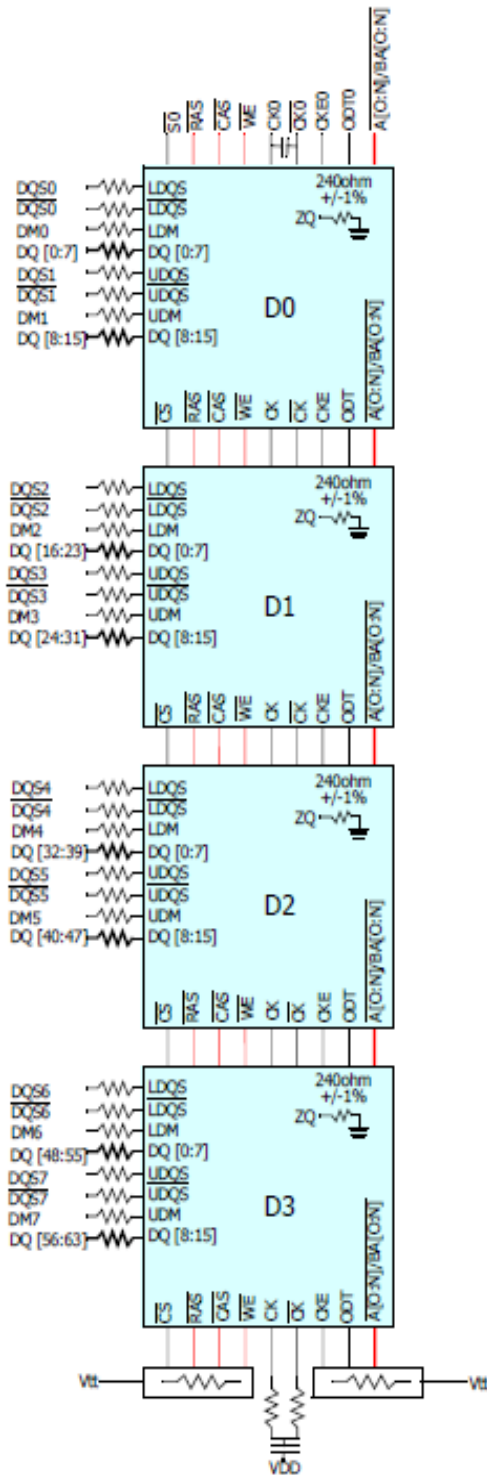 S0 RAS CAS WE CK0 CK0 CKE0 ODT0 A[O:N]/BA[O:N]
DQS0 LDQS 240ohm
DQS0 LDQS +/-1%
DM0 LDM ZQ
DQ [0:7] DQ [0:7]
DQS1 UDQS
DQS1 UDQS
DM1 UDM D0
DQ [8:15] DQ [8:15]
CS RAS CAS WE CK CK CKE ODT A[O:N]/BA[O:N]
DQS2 LDQS 240ohm
DQS2 LDQS +/-1%
DM2 LDM ZQ
DQ [16:23] DQ [0:7]
DQS3 UDQS
DQS3 UDQS
DM3 UDM D1
DQ [24:31] DQ [8:15]
CS RAS CAS WE CK CK CKE ODT A[O:N]/BA[O:N]
DQS4 LDQS 240ohm
DQS4 LDQS +/-1%
DM4 LDM ZQ
DQ [32:39] DQ [0:7]
DQS5 UDQS
DQS5 UDQS
DM5 UDM D2
DQ [40:47] DQ [8:15]
CS RAS CAS WE CK CK CKE ODT A[O:N]/BA[O:N]
DQS6 LDQS 240ohm
DQS6 LDQS +/-1%
DM6 LDM ZQ
DQ [48:55] DQ [0:7]
DQS7 UDQS
DQS7 UDQS
DM7 UDM D3
DQ [56:63] DQ [8:15]
CS RAS CAS WE CK CK CKE ODT A[O:N]/BA[O:N]
Vtt Vtt
VDD